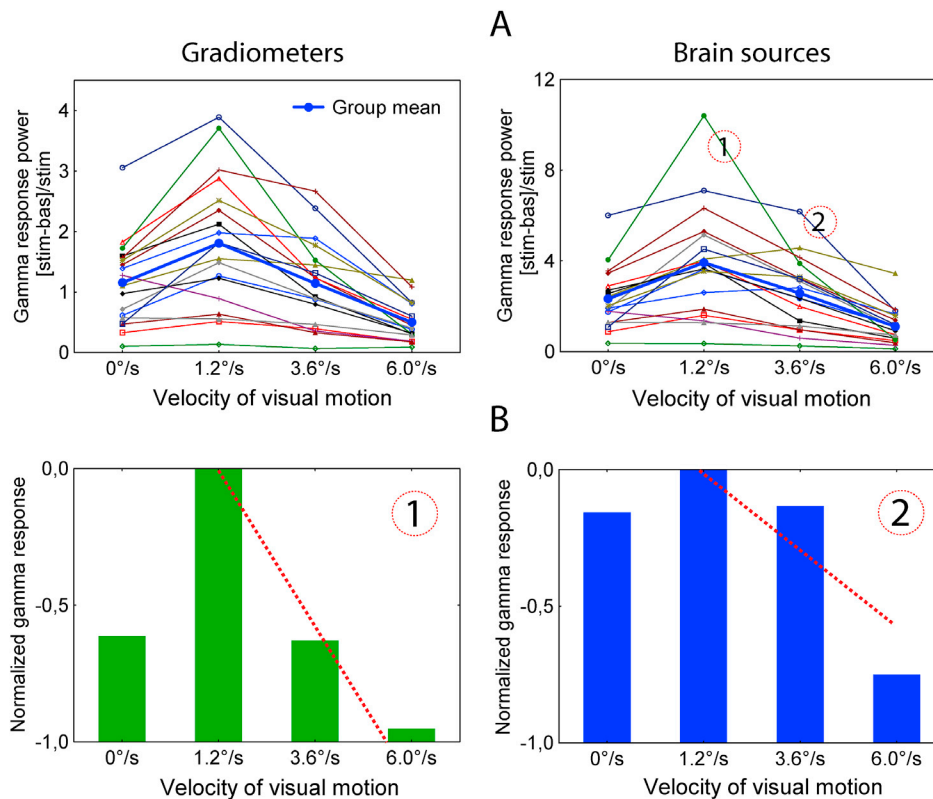 A
Gradiometers
Brain sources
Gamma response power
[stim-bas]/stim
4
3
2
1
0
Group mean
0°/s 1.2°/s 3.6°/s 6.0°/s
Velocity of visual motion
Gamma response power
[stim-bas]/stim
12
8
4
0
1
2
0°/s 1.2°/s 3.6°/s 6.0°/s
Velocity of visual motion
B
Normalized gamma response
0,0
-0,5
-1,0
1
0°/s 1.2°/s 3.6°/s 6.0°/s
Velocity of visual motion
Normalized gamma response
0,0
-0,5
-1,0
2
0°/s 1.2°/s 3.6°/s 6.0°/s
Velocity of visual motion